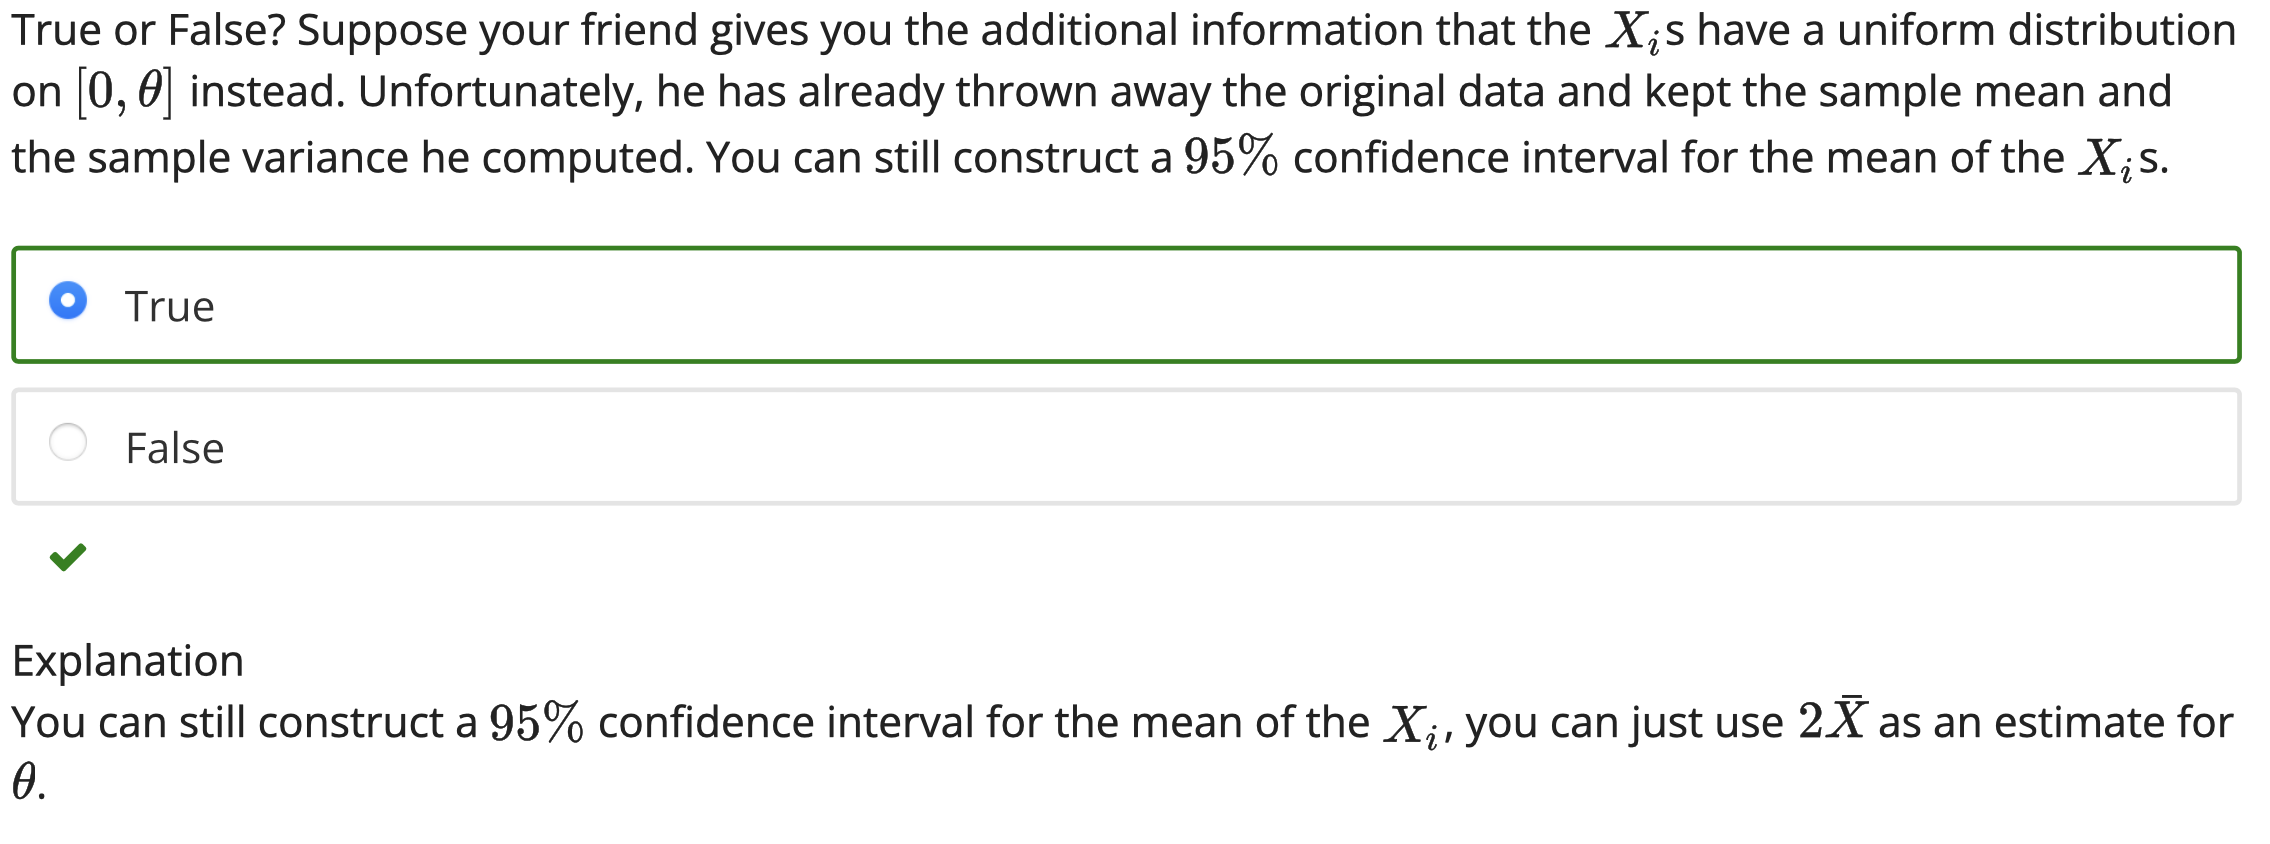 True or False? Suppose your friend gives you the additional information that the $X_i$s have a uniform distribution
on $[0, \theta]$ instead. Unfortunately, he has already thrown away the original data and kept the sample mean and
the sample variance he computed. You can still construct a $95\%$ confidence interval for the mean of the $X_i$s.
True
False
Explanation
You can still construct a $95\%$ confidence interval for the mean of the $X_i$, you can just use $2\bar{X}$ as an estimate for
$\theta$.